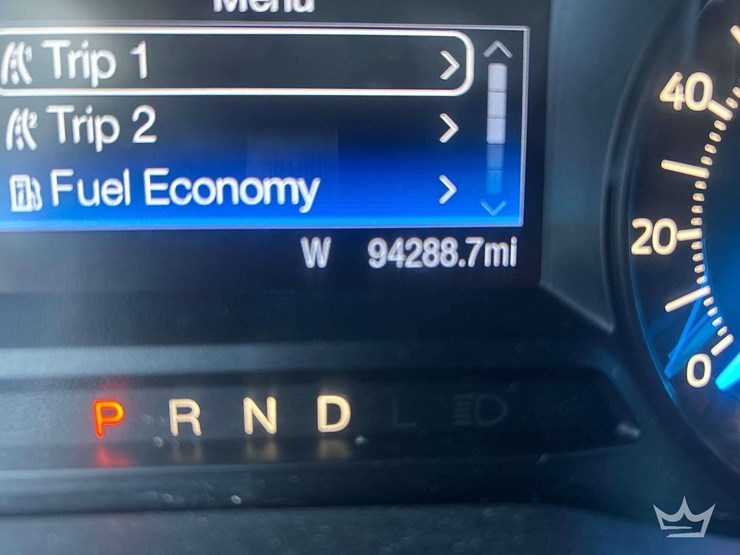 Menu
Trip 1
Trip 2
Fuel Economy
W 94288.7mi
40
20
0
P R N D L